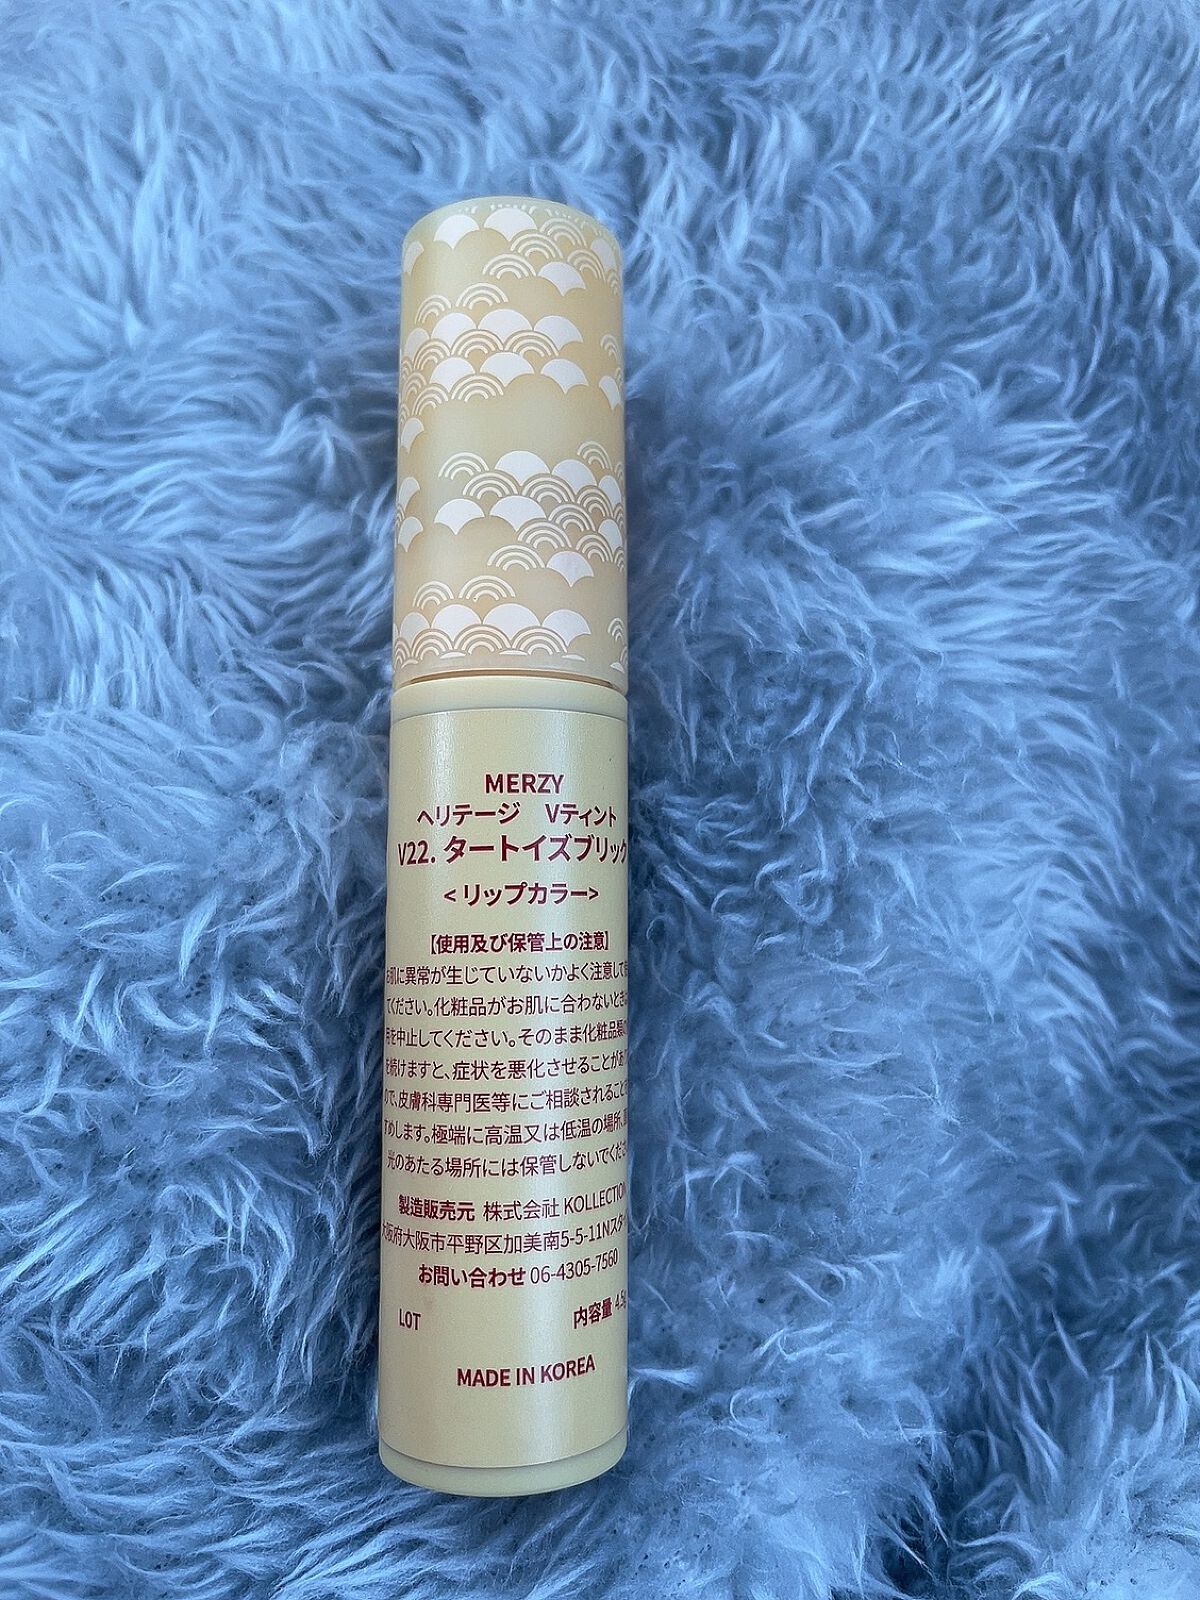 MERZY
ヘリテージ　Vティント
V22. タートイズブリック
<リップカラー>
【使用及び保管上の注意】
お肌に異常が生じていないかよく注意して
てください。化粧品がお肌に合わないとき
用を中止してください。そのまま化粧品類
を続けますと、症状を悪化させることがあ
ので、皮膚科専門医等にご相談されること
すめします。極端に高温又は低温の場所、
光のあたる場所には保管しないでくださ
製造販売元 株式会社 KOLLECTION
大阪府大阪市平野区加美南5-5-11Nスター
お問い合わせ 06-4305-7560
LOT 内容量 4.5g
MADE IN KOREA